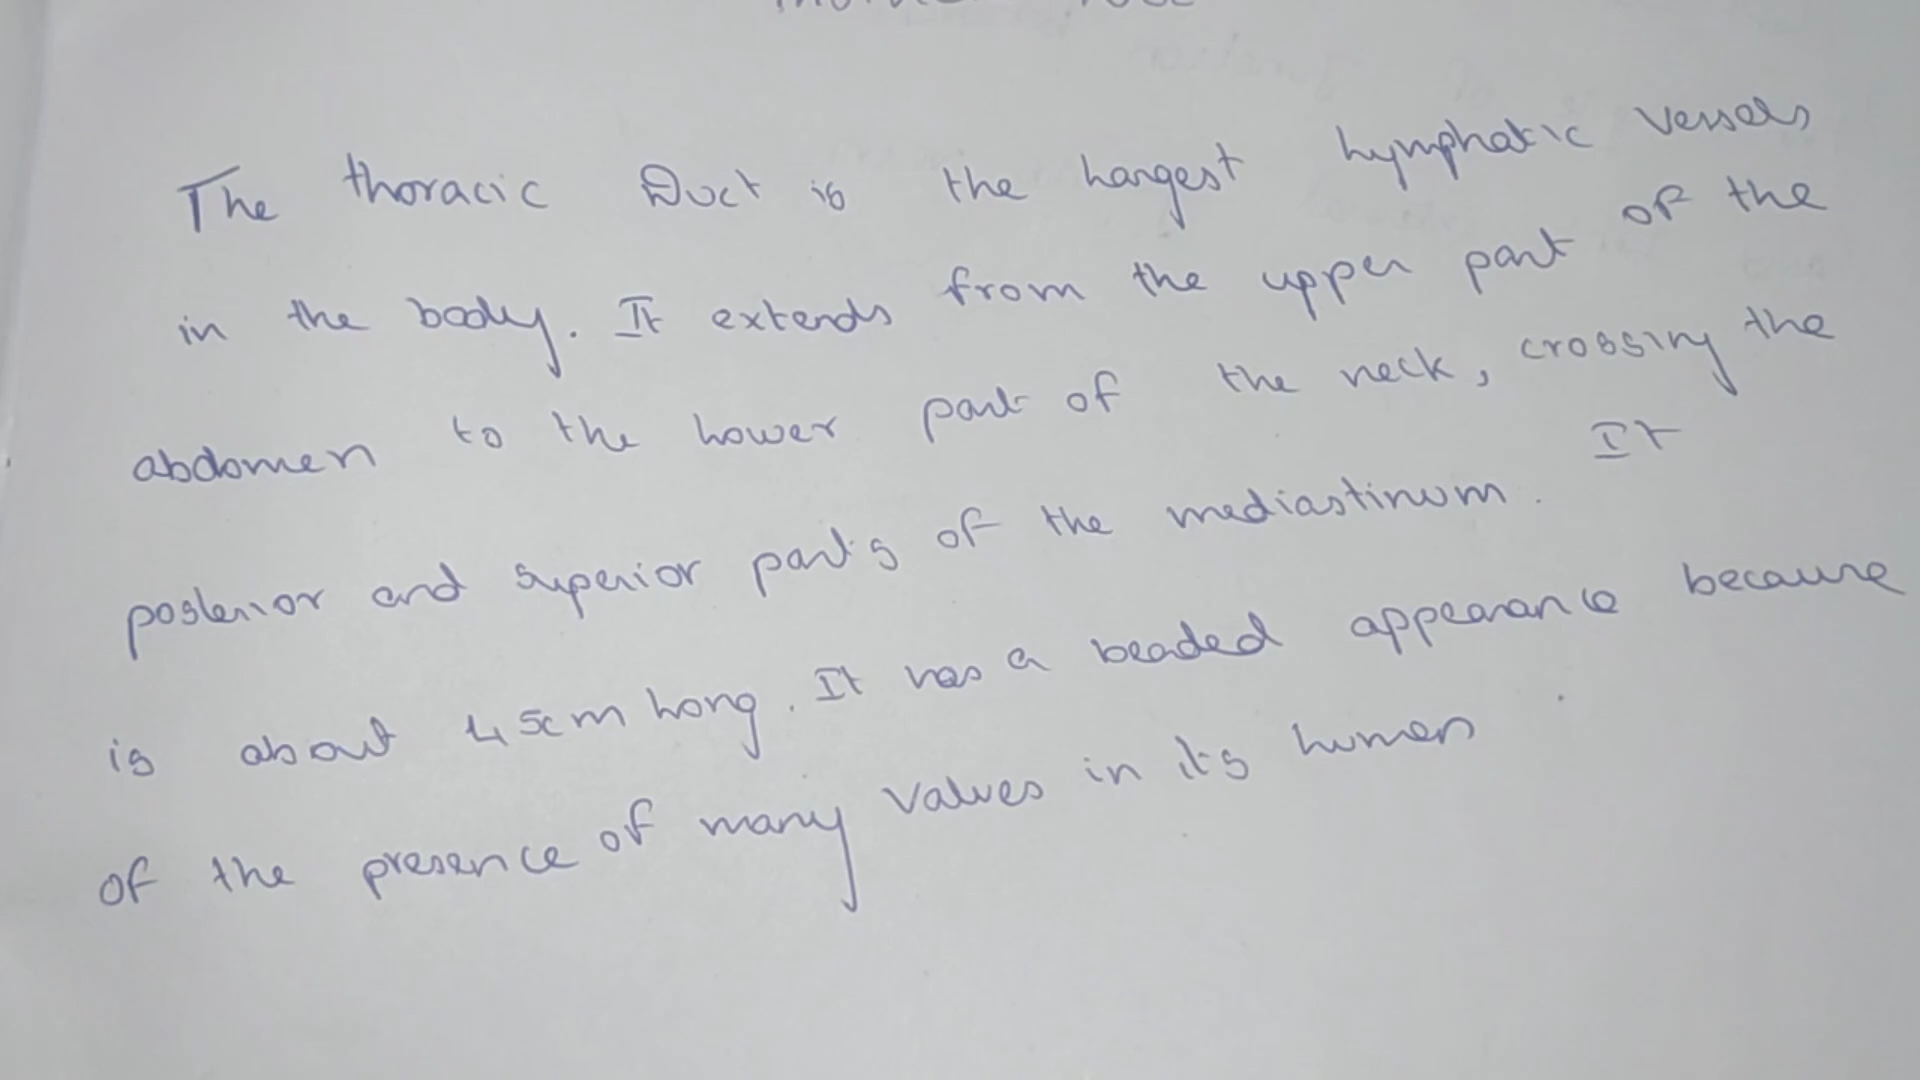 The thoracic Duct is the largest lymphatic vessels
in the body. It extends from the upper part of the
abdomen to the lower part of the neck, crossing the
posterior and superior parts of the mediastinum. It
is about 45cm long. It has a beaded appearance because
of the presence of many valves in its lumen